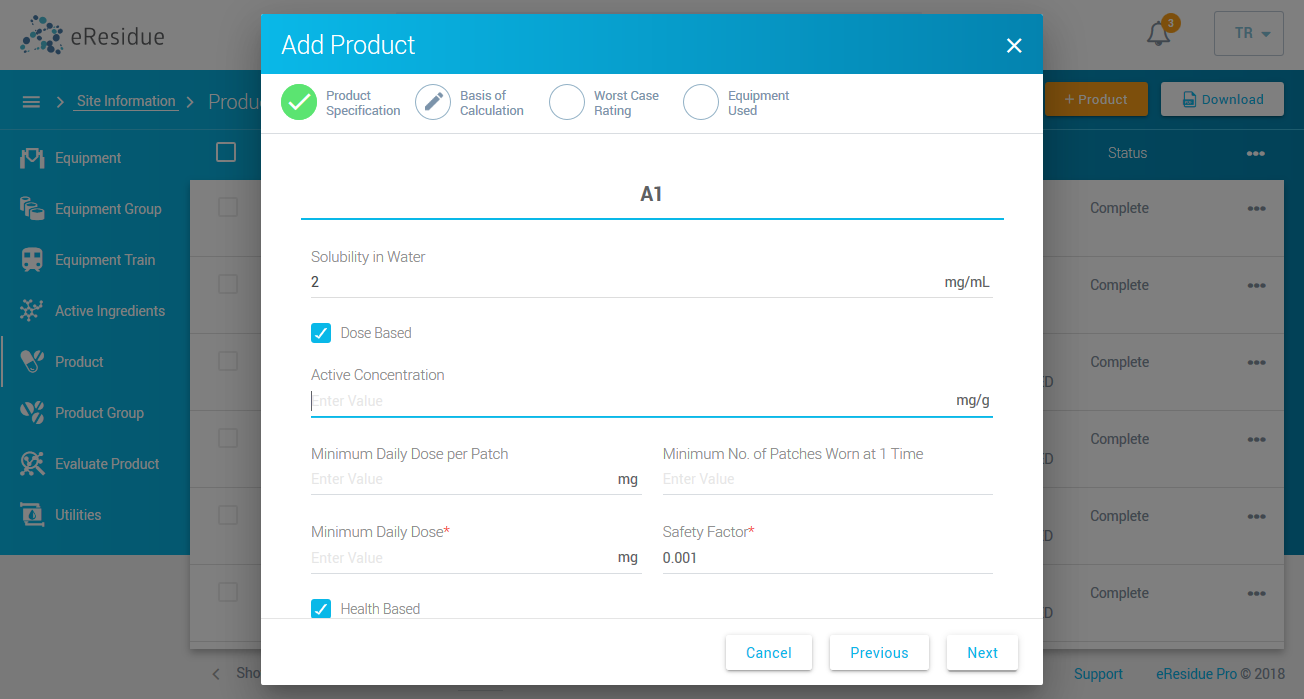 eResidue
3
TR
Site Information
Add Product
+ Product
Download
Product Specification
Basis of Calculation
Worst Case Rating
Equipment Used
Equipment
Equipment Group
Equipment Train
Active Ingredients
Product
Product Group
Evaluate Product
Utilities
Status
Complete
Complete
Complete
Complete
Complete
Complete
A1
Solubility in Water
2 mg/mL
Dose Based
Active Concentration
Enter Value mg/g
Minimum Daily Dose per Patch
Enter Value mg
Minimum No. of Patches Worn at 1 Time
Enter Value
Minimum Daily Dose*
Enter Value mg
Safety Factor*
0.001
Health Based
Cancel
Previous
Next
Support
eResidue Pro © 2018